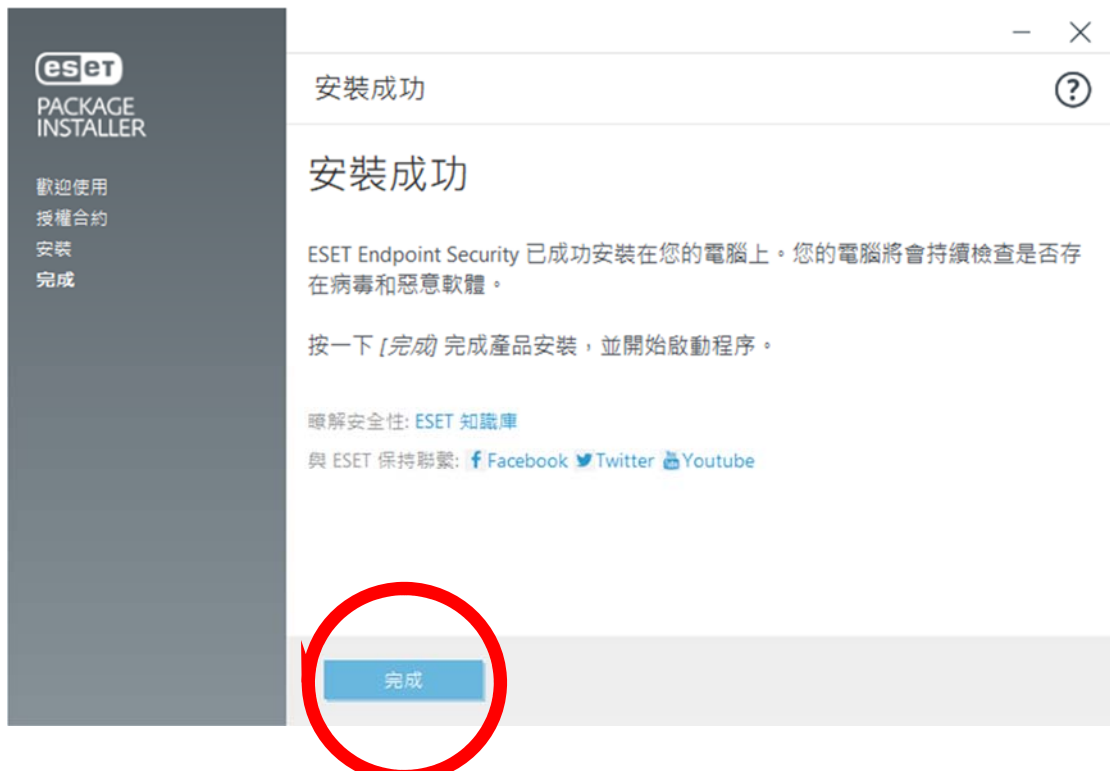 eset
PACKAGE
INSTALLER
歡迎使用
授權合約
安裝
完成
安裝成功
安裝成功
ESET Endpoint Security 已成功安裝在您的電腦上。您的電腦將會持續檢查是否存
在病毒和惡意軟體。
按一下 [完成] 完成產品安裝，並開始啟動程序。
瞭解安全性: ESET 知識庫
與 ESET 保持聯繫: Facebook Twitter Youtube
完成